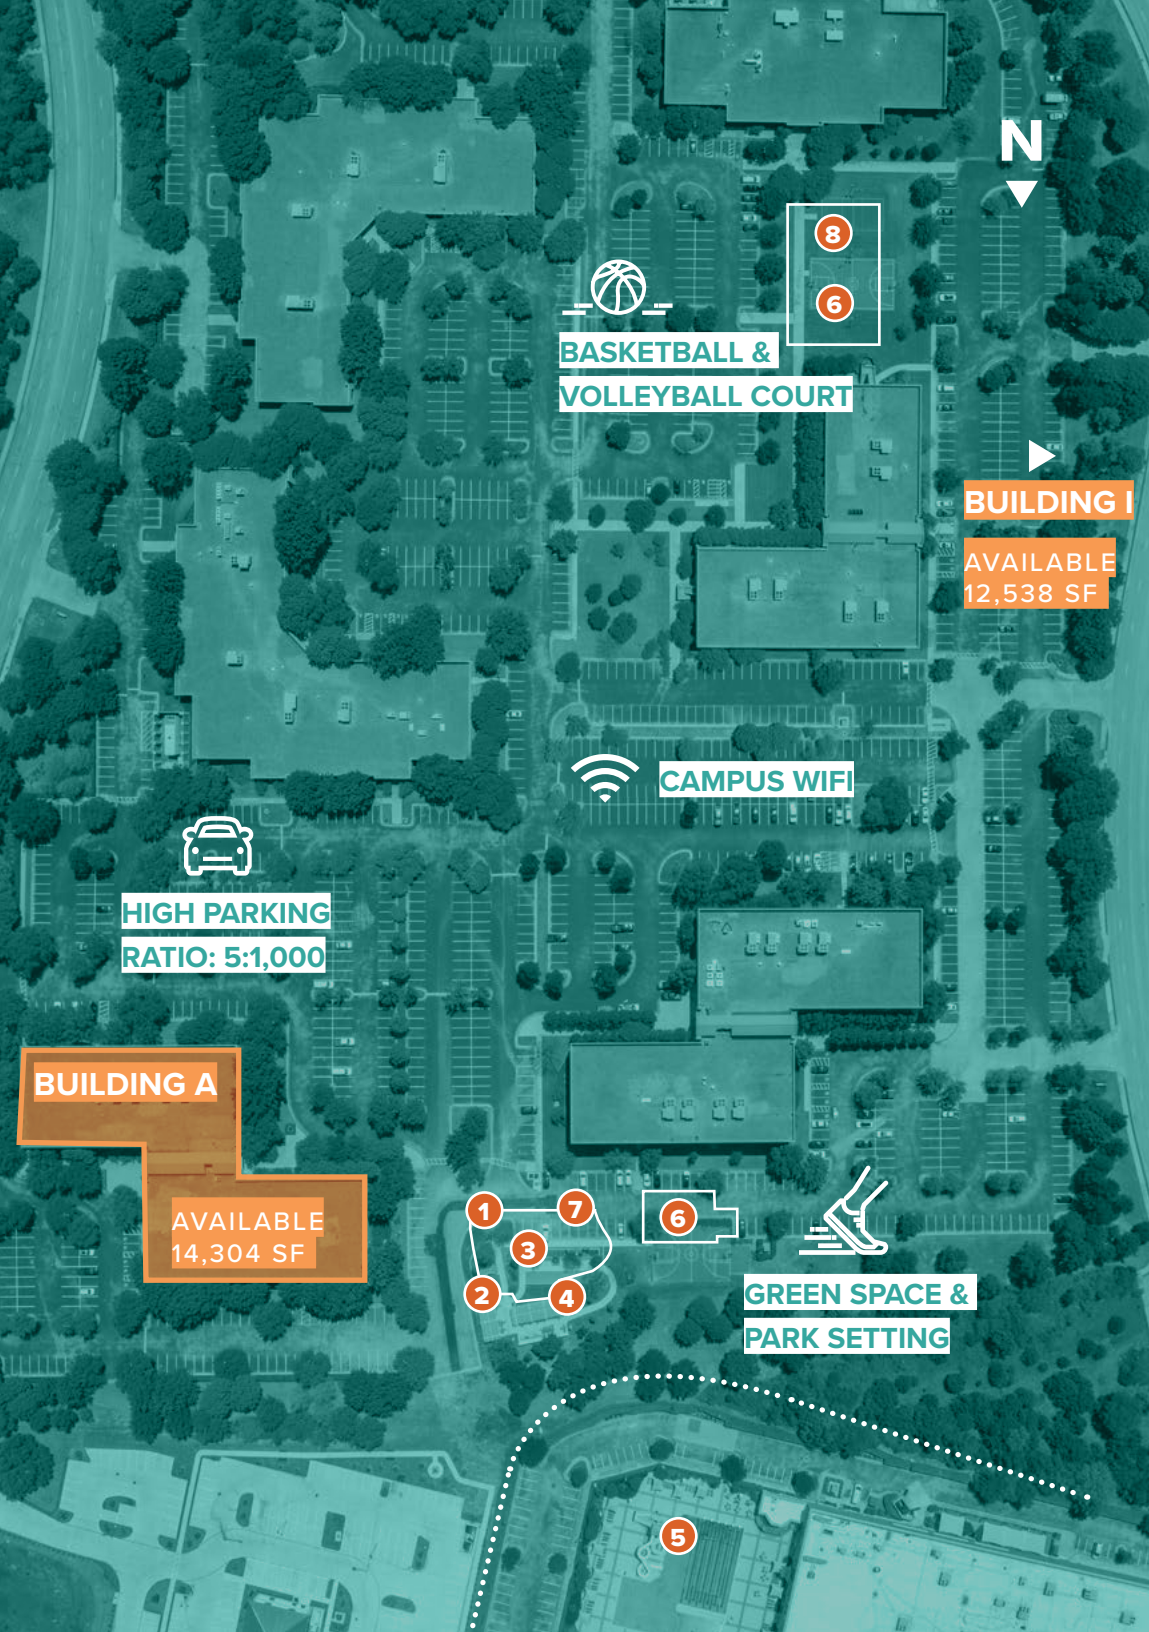 N
8
6
BASKETBALL &
VOLLEYBALL COURT
BUILDING I
AVAILABLE
12,538 SF
CAMPUS WIFI
HIGH PARKING
RATIO: 5:1,000
BUILDING A
AVAILABLE
14,304 SF
1
7
3
2
4
6
GREEN SPACE &
PARK SETTING
5